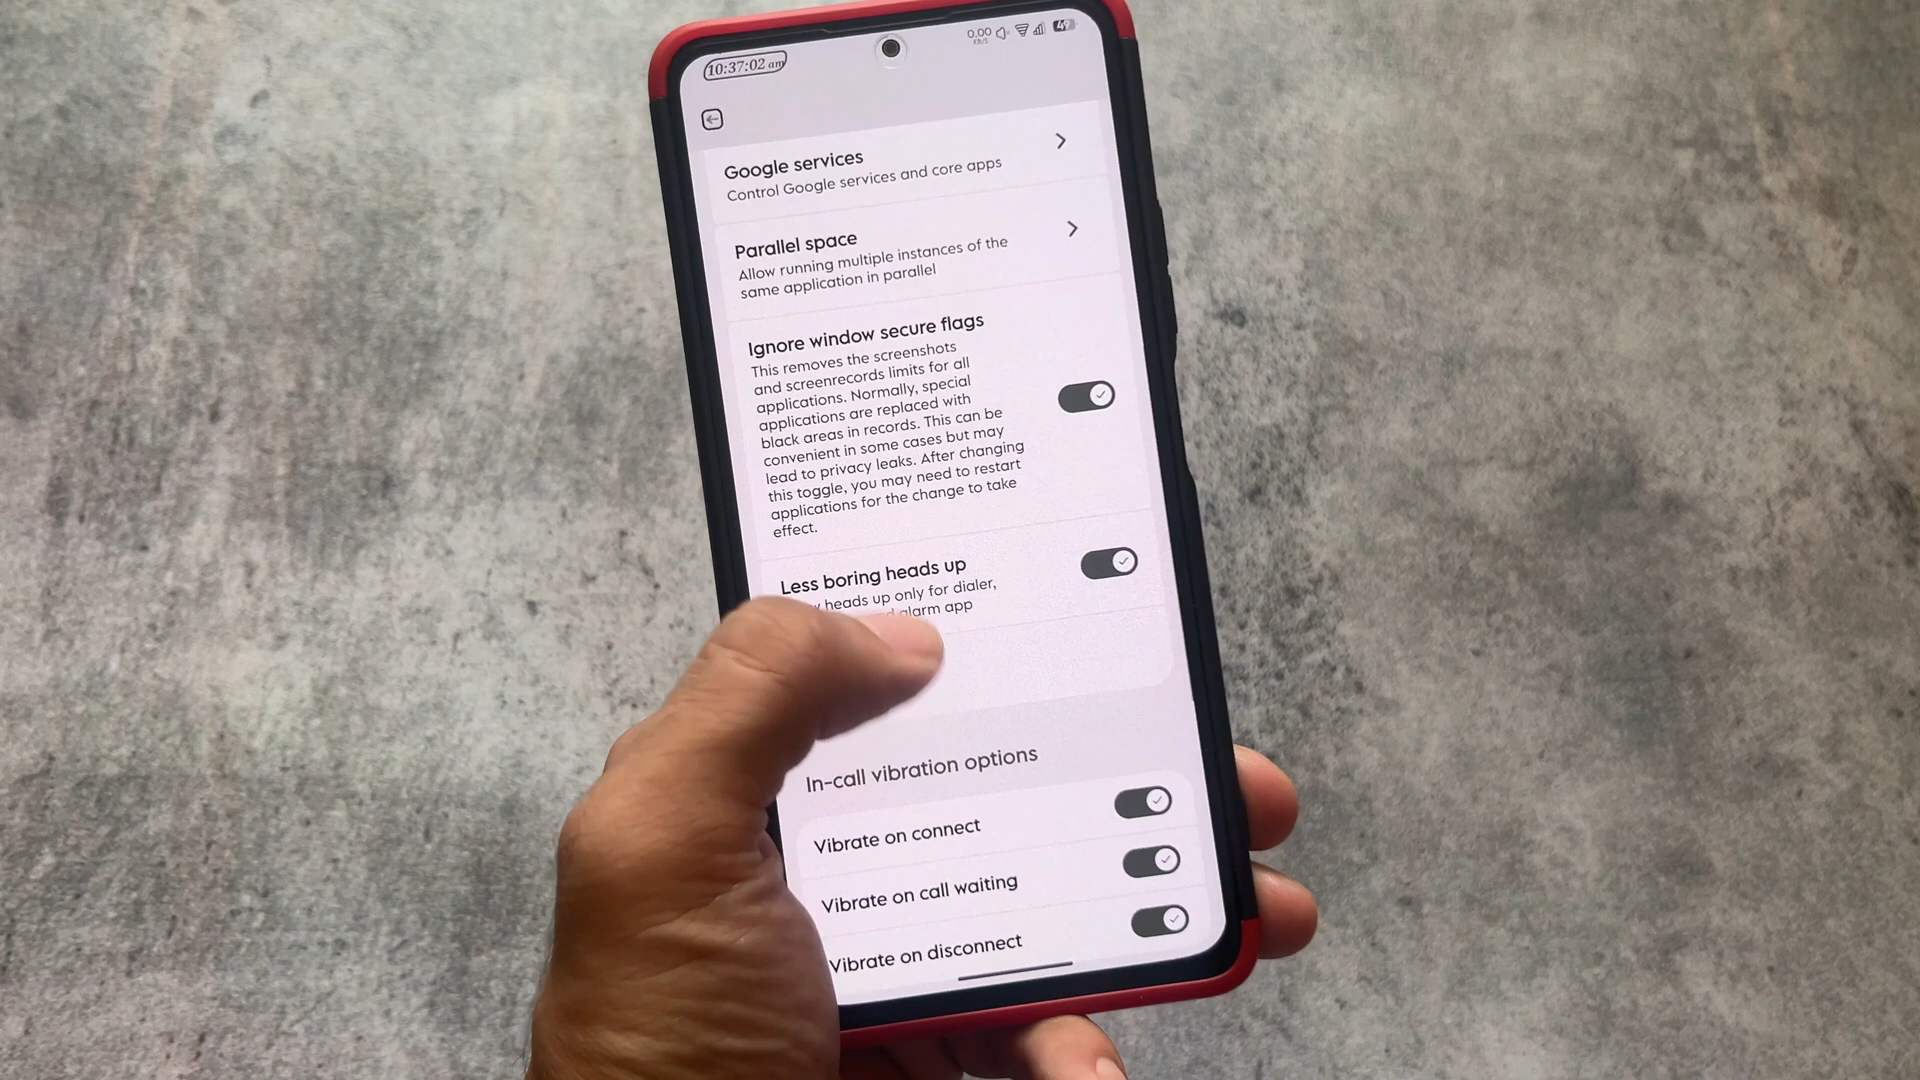 10:37:02 am
0.00
KB/S
49
Google services
Control Google services and core apps
Parallel space
Allow running multiple instances of the
same application in parallel
Ignore window secure flags
This removes the screenshots
and screenrecords limits for all
applications. Normally, special
applications are replaced with
black areas in records. This can be
convenient in some cases but may
lead to privacy leaks. After changing
this toggle, you may need to restart
applications for the change to take
effect.
Less boring heads up
heads up only for dialer,
alarm app
In-call vibration options
Vibrate on connect
Vibrate on call waiting
Vibrate on disconnect